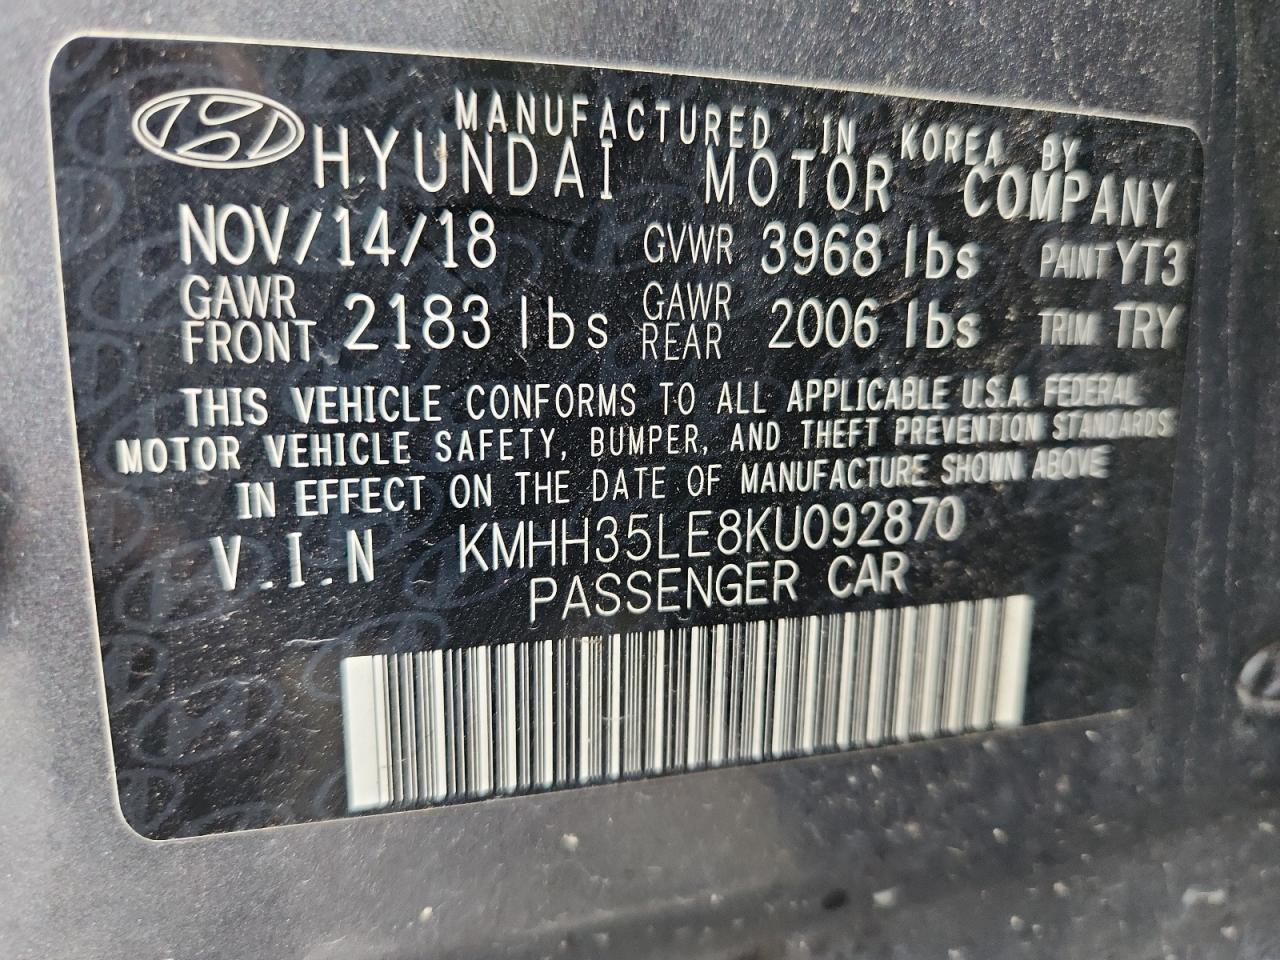 MANUFACTURED IN KOREA BY
HYUNDAI MOTOR COMPANY
NOV/14/18 GVWR 3968 lbs PAINT YT3
GAWR FRONT 2183 lbs GAWR REAR 2006 lbs TRIM TRY
THIS VEHICLE CONFORMS TO ALL APPLICABLE U.S.A. FEDERAL
MOTOR VEHICLE SAFETY, BUMPER, AND THEFT PREVENTION STANDARDS
IN EFFECT ON THE DATE OF MANUFACTURE SHOWN ABOVE
V.I.N KMHH35LE8KU092870
PASSENGER CAR